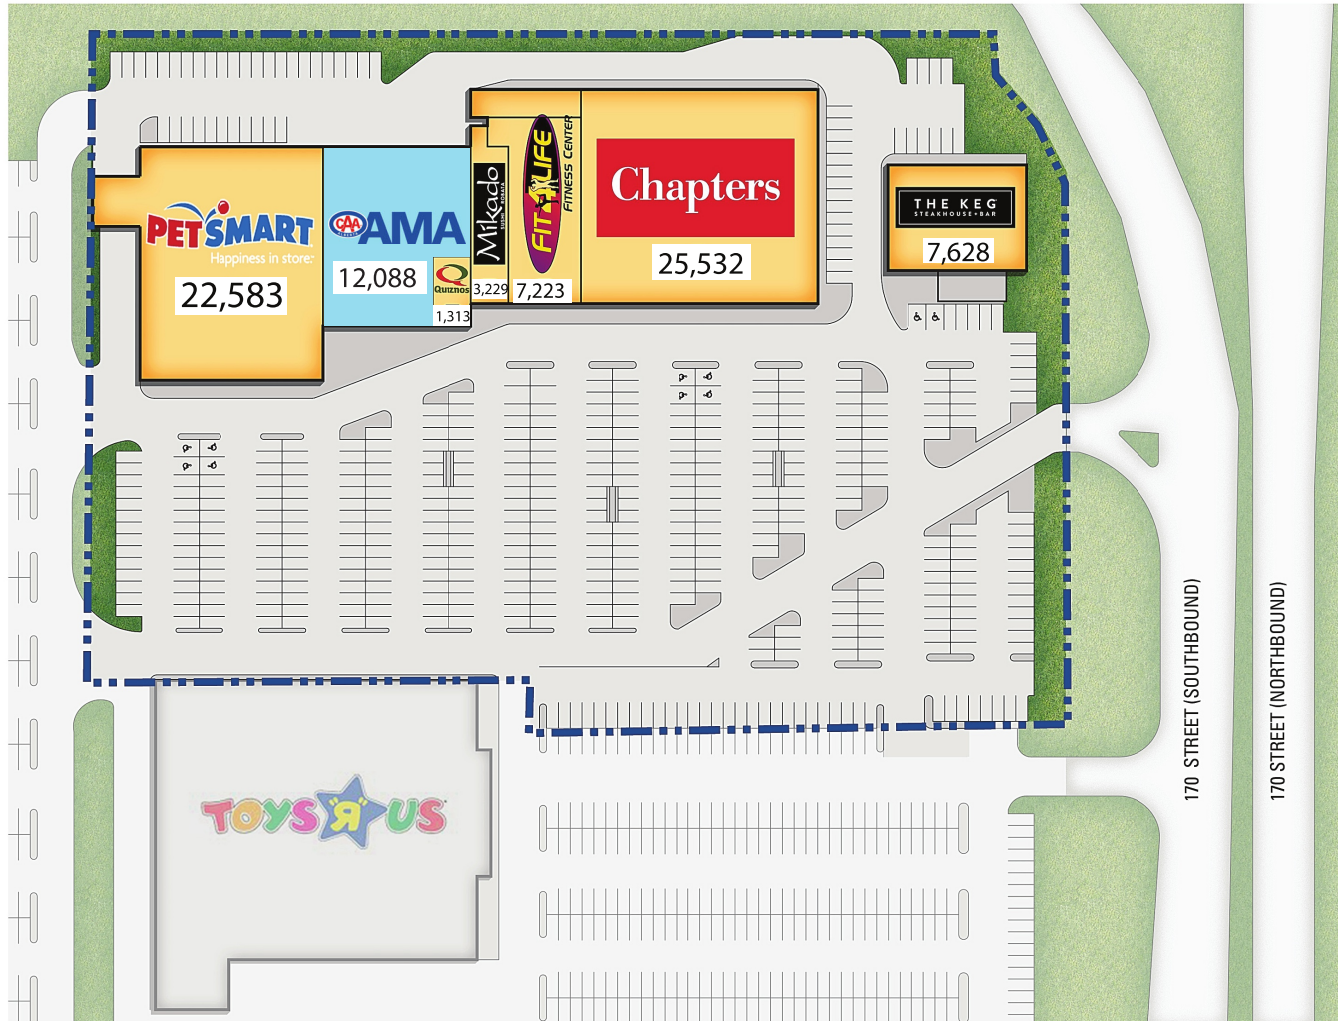 PETSMART
Happiness in store.
22,583
CAA
ALBERTA
AMA
12,088
Q
Quiznos
1,313
Mikado
3,229
FIT4LIFE
FITNESS CENTER
7,223
Chapters
25,532
THE KEG
STEAKHOUSE + BAR
7,628
TOYS "R" US
170 STREET (SOUTHBOUND)
170 STREET (NORTHBOUND)